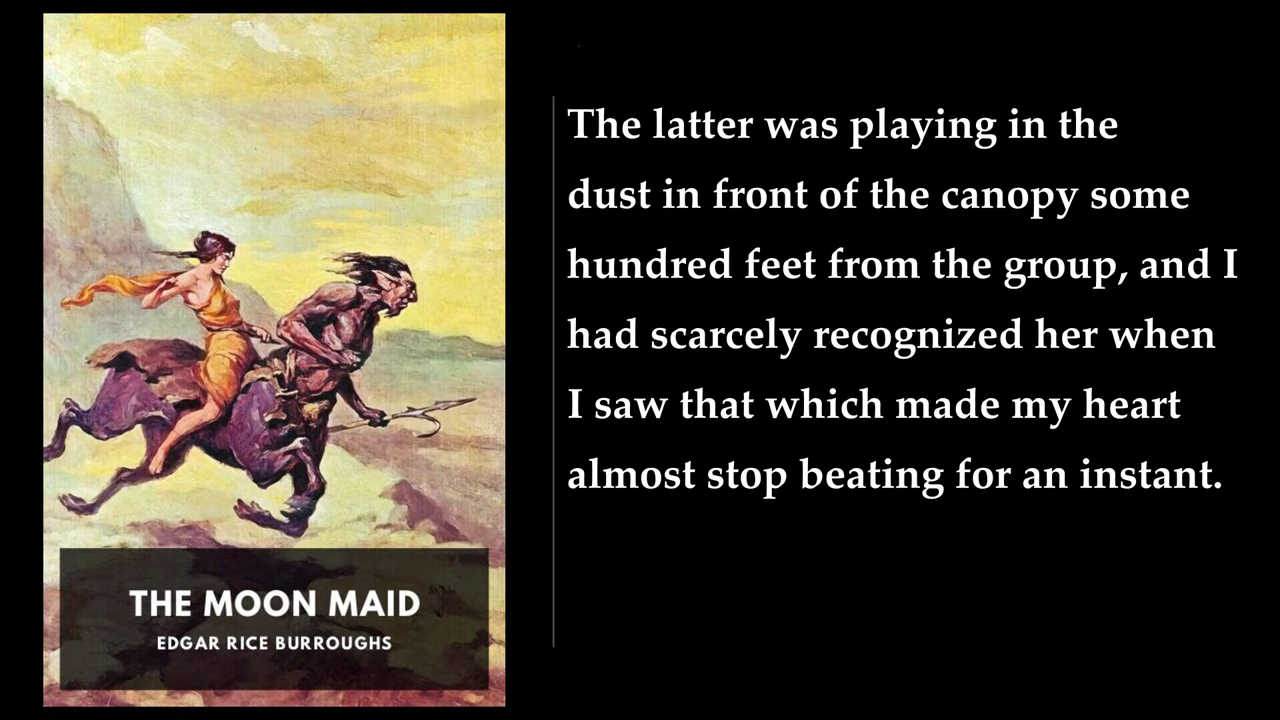 The latter was playing in the
dust in front of the canopy some
hundred feet from the group, and I
had scarcely recognized her when
I saw that which made my heart
almost stop beating for an instant.
THE MOON MAID
EDGAR RICE BURROUGHS